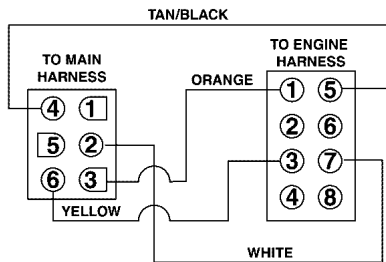 TAN/BLACK
TO MAIN
HARNESS
TO ENGINE
HARNESS
ORANGE
4 1
5 2
6 3
1 5
2 6
3 7
4 8
YELLOW
WHITE